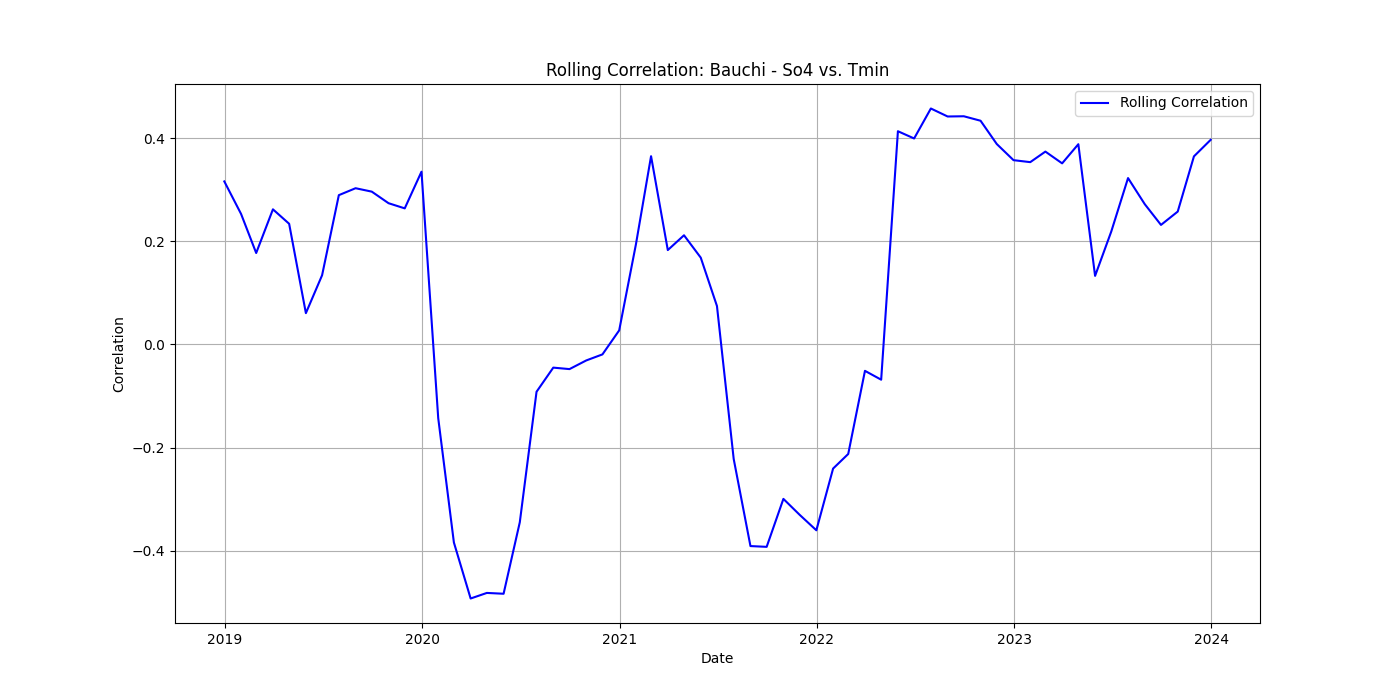 Rolling Correlation: Bauchi - So4 vs. Tmin
Rolling Correlation
0.4
0.2
0.0
−0.2
−0.4
Correlation
2019 2020 2021 2022 2023 2024
Date